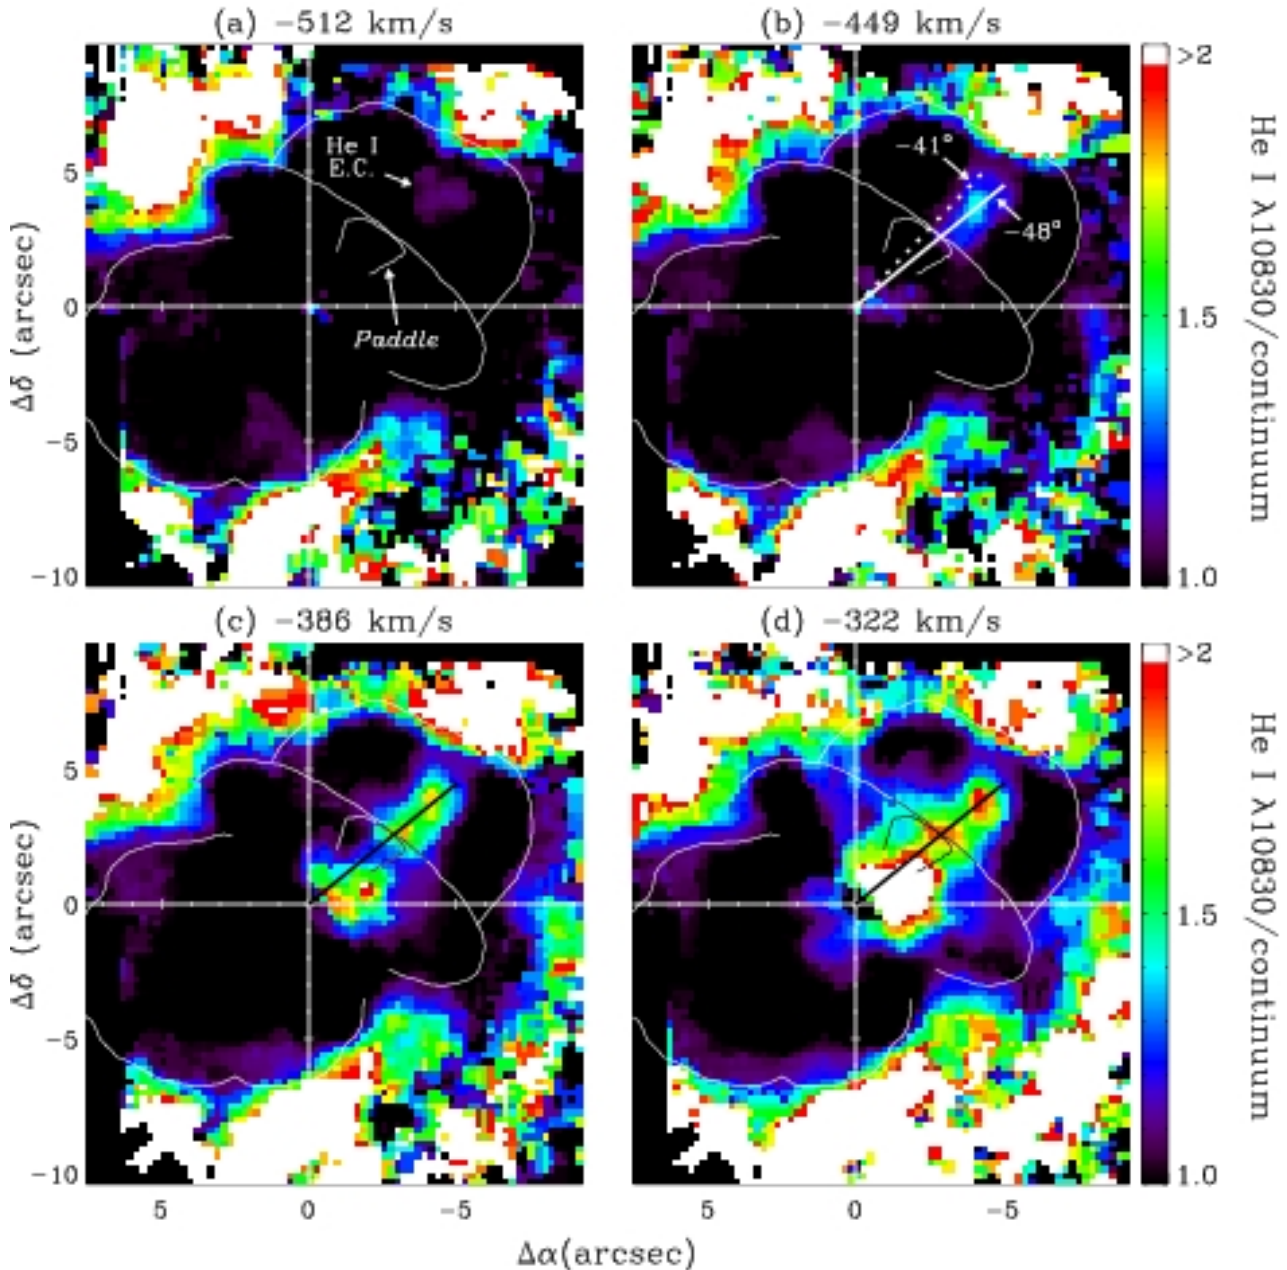 (a) −512 km/s
(b) −449 km/s
>2
1.5
1.0
He I λ10830/continuum
He I
E.C.
Paddle
−41°
−48°
5
0
−5
−10
Δδ (arcsec)
(c) −386 km/s
(d) −322 km/s
>2
1.5
1.0
He I λ10830/continuum
5
0
−5
−10
Δδ (arcsec)
5
0
−5
5
0
−5
Δα(arcsec)